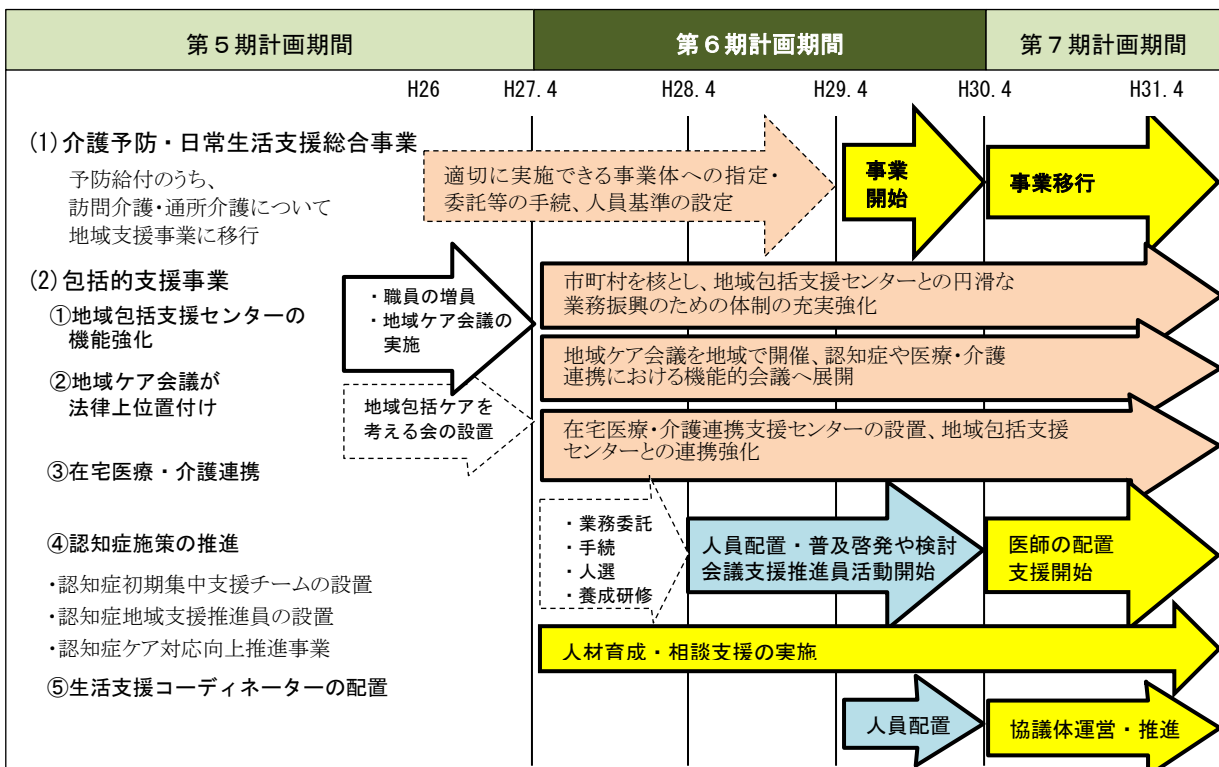 第５期計画期間
第６期計画期間
第７期計画期間
H26
H27.4
H28.4
H29.4
H30.4
H31.4
(1)介護予防・日常生活支援総合事業
予防給付のうち、
訪問介護・通所介護について
地域支援事業に移行
適切に実施できる事業体への指定・
委託等の手続、人員基準の設定
事業
開始
事業移行
(2)包括的支援事業
①地域包括支援センターの
機能強化
・職員の増員
・地域ケア会議の
実施
市町村を核とし、地域包括支援センターとの円滑な
業務振興のための体制の充実強化
②地域ケア会議が
法律上位置付け
地域ケア会議を地域で開催、認知症や医療・介護
連携における機能的会議へ展開
地域包括ケアを
考える会の設置
③在宅医療・介護連携
在宅医療・介護連携支援センターの設置、地域包括支援
センターとの連携強化
④認知症施策の推進
・認知症初期集中支援チームの設置
・認知症地域支援推進員の設置
・認知症ケア対応向上推進事業
・業務委託
・手続
・人選
・養成研修
人員配置・普及啓発や検討
会議支援推進員活動開始
医師の配置
支援開始
人材育成・相談支援の実施
⑤生活支援コーディネーターの配置
人員配置
協議体運営・推進